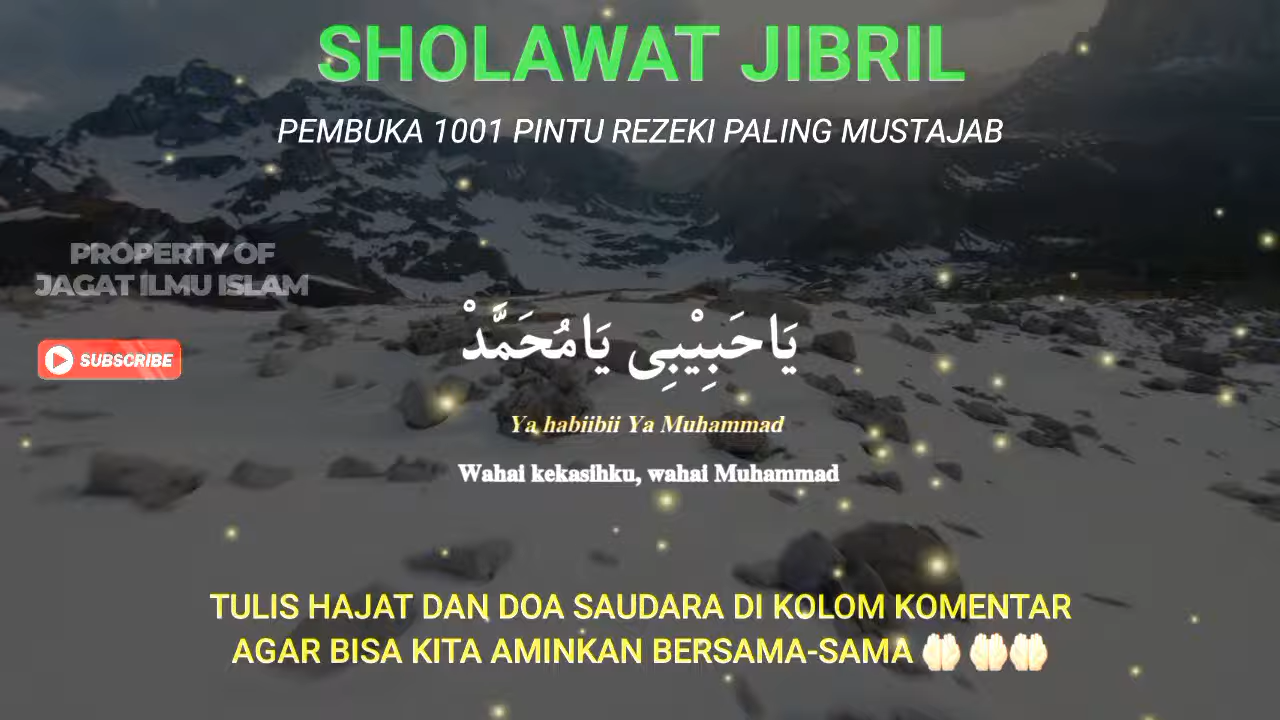 SHOLAWAT JIBRIL
PEMBUKA 1001 PINTU REZEKI PALING MUSTAJAB
PROPERTY OF
JAGAT ILMU ISLAM
SUBSCRIBE
يَاحَبِيْبِى يَامُحَمَّدْ
Ya habiibii Ya Muhammad
Wahai kekasihku, wahai Muhammad
TULIS HAJAT DAN DOA SAUDARA DI KOLOM KOMENTAR
AGAR BISA KITA AMINKAN BERSAMA-SAMA 🤲🏻 🤲🏻🤲🏻